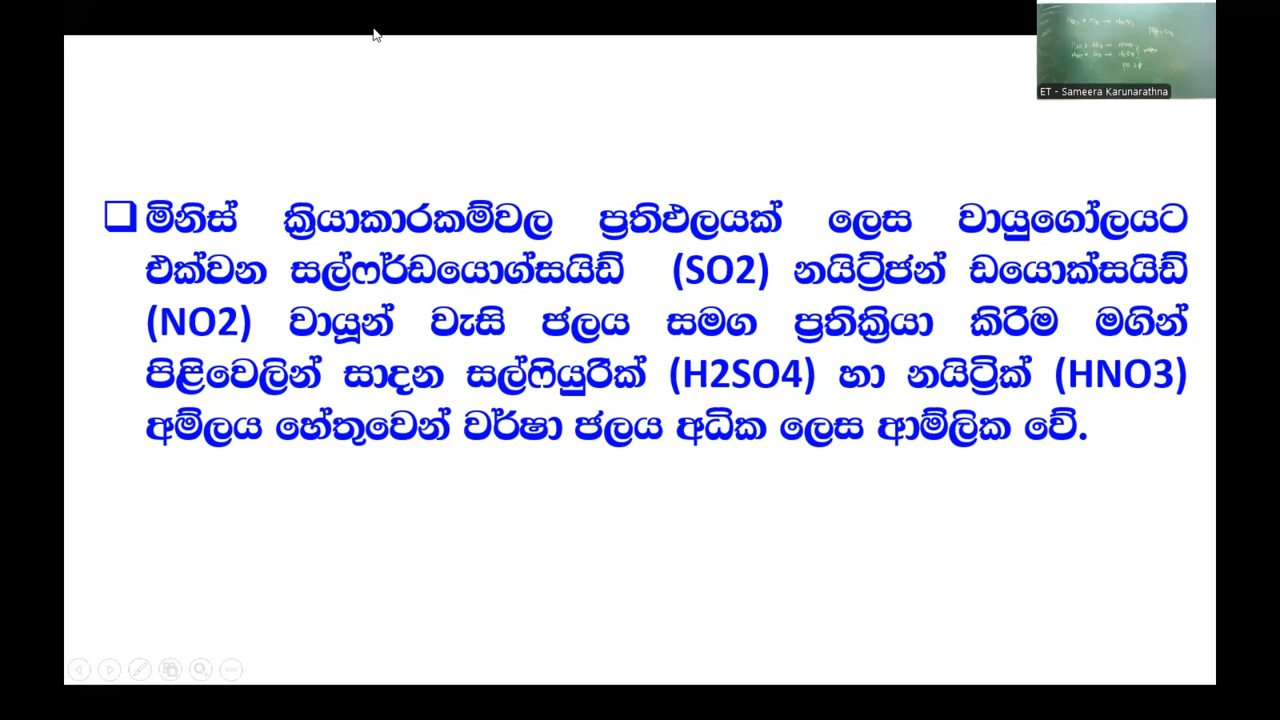 ET - Sameera Karunarathna
❑ මිනිස් ක්‍රියාකාරකම්වල ප්‍රතිඵලයක් ලෙස වායුගෝලයට
එක්වන සල්ෆර්ඩයොග්සයිඩ් (SO2) නයිට්‍රිජන් ඩයොක්සයිඩ්
(NO2) වායූන් වැසි ජලය සමග ප්‍රතික්‍රියා කිරීම මගින්
පිළිවෙලින් සාදන සල්ෆියුරික් (H2SO4) හා නයිට්‍රික් (HNO3)
අම්ලය හේතුවෙන් වර්ෂා ජලය අධික ලෙස ආම්ලික වේ.